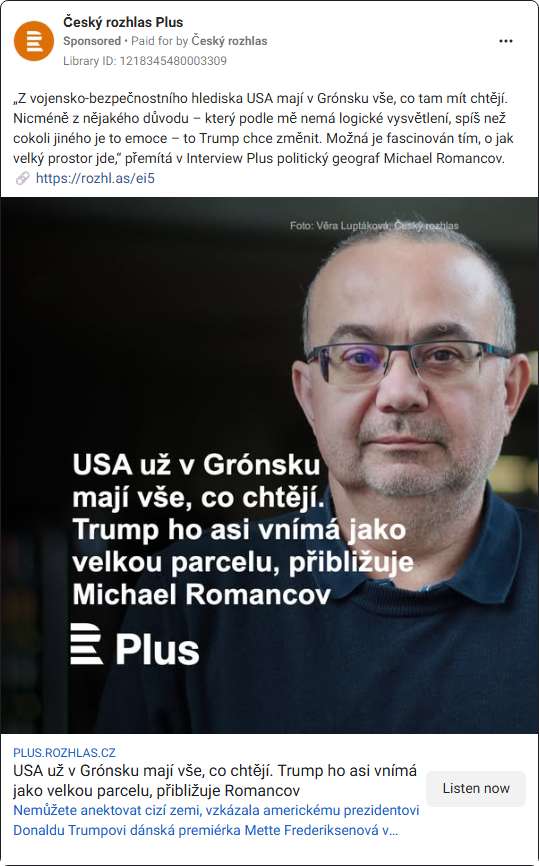 Český rozhlas Plus
Sponsored • Paid for by Český rozhlas
Library ID: 1218345480003309
„Z vojensko-bezpečnostního hlediska USA mají v Grónsku vše, co tam mít chtějí.
Nicméně z nějakého důvodu – který podle mě nemá logické vysvětlení, spíš než
cokoli jiného je to emoce – to Trump chce změnit. Možná je fascinován tím, o jak
velký prostor jde,“ přemítá v Interview Plus politický geograf Michael Romancov.
https://rozhl.as/ei5
Foto: Věra Luptáková, Český rozhlas
USA už v Grónsku
mají vše, co chtějí.
Trump ho asi vnímá jako
velkou parcelu, přibližuje
Michael Romancov
Plus
PLUS.ROZHLAS.CZ
USA už v Grónsku mají vše, co chtějí. Trump ho asi vnímá
jako velkou parcelu, přibližuje Romancov
Listen now
Nemůžete anektovat cizí zemi, vzkázala americkému prezidentovi
Donaldu Trumpovi dánská premiérka Mette Frederiksenová v...